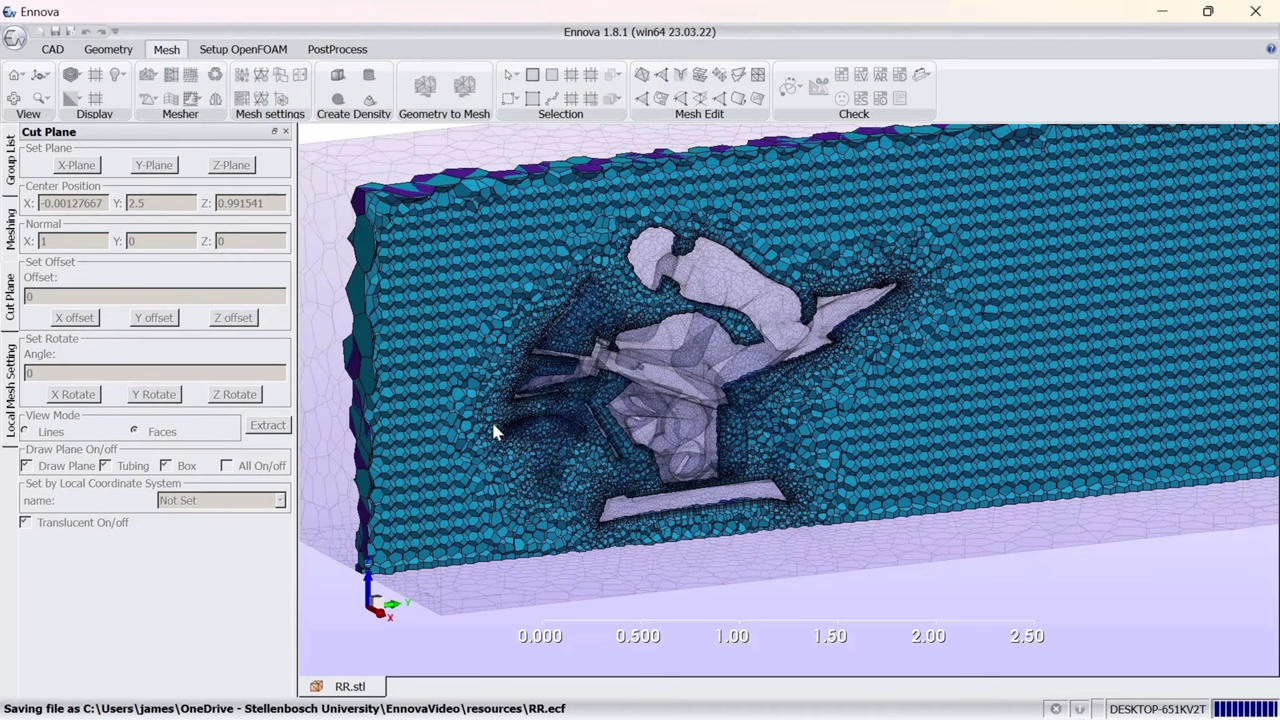 Ennova
Ennova 1.8.1 (win64 23.03.22)
CAD Geometry Mesh Setup OpenFOAM PostProcess
View Display Mesher Mesh settings Create Density Geometry to Mesh Selection Mesh Edit Check
Cut Plane
Set Plane
X-Plane Y-Plane Z-Plane
Center Position
X: -0.00127667 Y: 2.5 Z: 0.991541
Normal
X: 1 Y: 0 Z: 0
Set Offset
Offset:
0
X offset Y offset Z offset
Set Rotate
Angle:
0
X Rotate Y Rotate Z Rotate
View Mode
Lines Faces Extract
Draw Plane On/off
Draw Plane Tubing Box All On/off
Set by Local Coordinate System
name: Not Set
Translucent On/off
Group List
Meshing
Cut Plane
Local Mesh Setting
Y
X
0.000 0.500 1.00 1.50 2.00 2.50
RR.stl
Saving file as C:\Users\james\OneDrive - Stellenbosch University\EnnovaVideo\resources\RR.ecf
DESKTOP-651KV2T